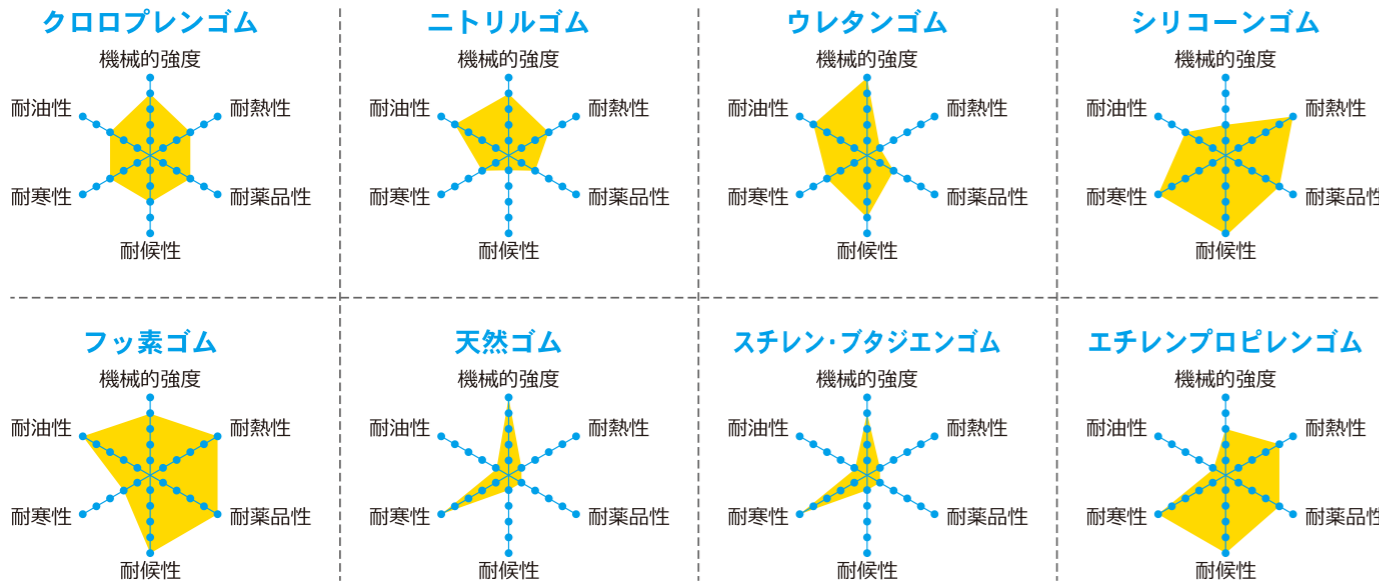 クロロプレンゴム
機械的強度
耐油性
耐熱性
耐寒性
耐薬品性
耐候性
ニトリルゴム
機械的強度
耐油性
耐熱性
耐寒性
耐薬品性
耐候性
ウレタンゴム
機械的強度
耐油性
耐熱性
耐寒性
耐薬品性
耐候性
シリコーンゴム
機械的強度
耐油性
耐熱性
耐寒性
耐薬品性
耐候性
フッ素ゴム
機械的強度
耐油性
耐熱性
耐寒性
耐薬品性
耐候性
天然ゴム
機械的強度
耐油性
耐熱性
耐寒性
耐薬品性
耐候性
スチレン・ブタジエンゴム
機械的強度
耐油性
耐熱性
耐寒性
耐薬品性
耐候性
エチレンプロピレンゴム
機械的強度
耐油性
耐熱性
耐寒性
耐薬品性
耐候性